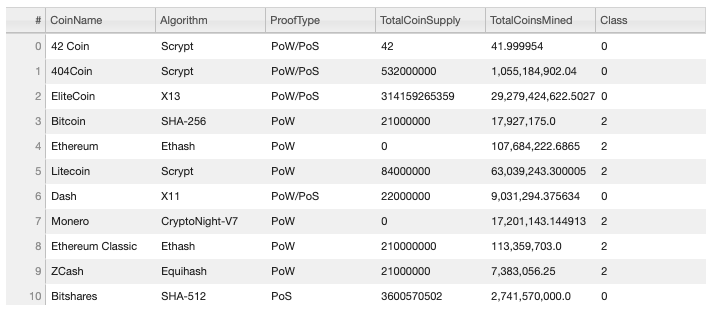 # CoinName Algorithm ProofType TotalCoinSupply TotalCoinsMined Class
0 42 Coin Scrypt PoW/PoS 42 41.999954 0
1 404Coin Scrypt PoW/PoS 532000000 1,055,184,902.04 0
2 EliteCoin X13 PoW/PoS 314159265359 29,279,424,622.5027 0
3 Bitcoin SHA-256 PoW 21000000 17,927,175.0 2
4 Ethereum Ethash PoW 0 107,684,222.6865 2
5 Litecoin Scrypt PoW 84000000 63,039,243.300005 2
6 Dash X11 PoW/PoS 22000000 9,031,294.375634 0
7 Monero CryptoNight-V7 PoW 0 17,201,143.144913 2
8 Ethereum Classic Ethash PoW 210000000 113,359,703.0 2
9 ZCash Equihash PoW 21000000 7,383,056.25 2
10 Bitshares SHA-512 PoS 3600570502 2,741,570,000.0 0